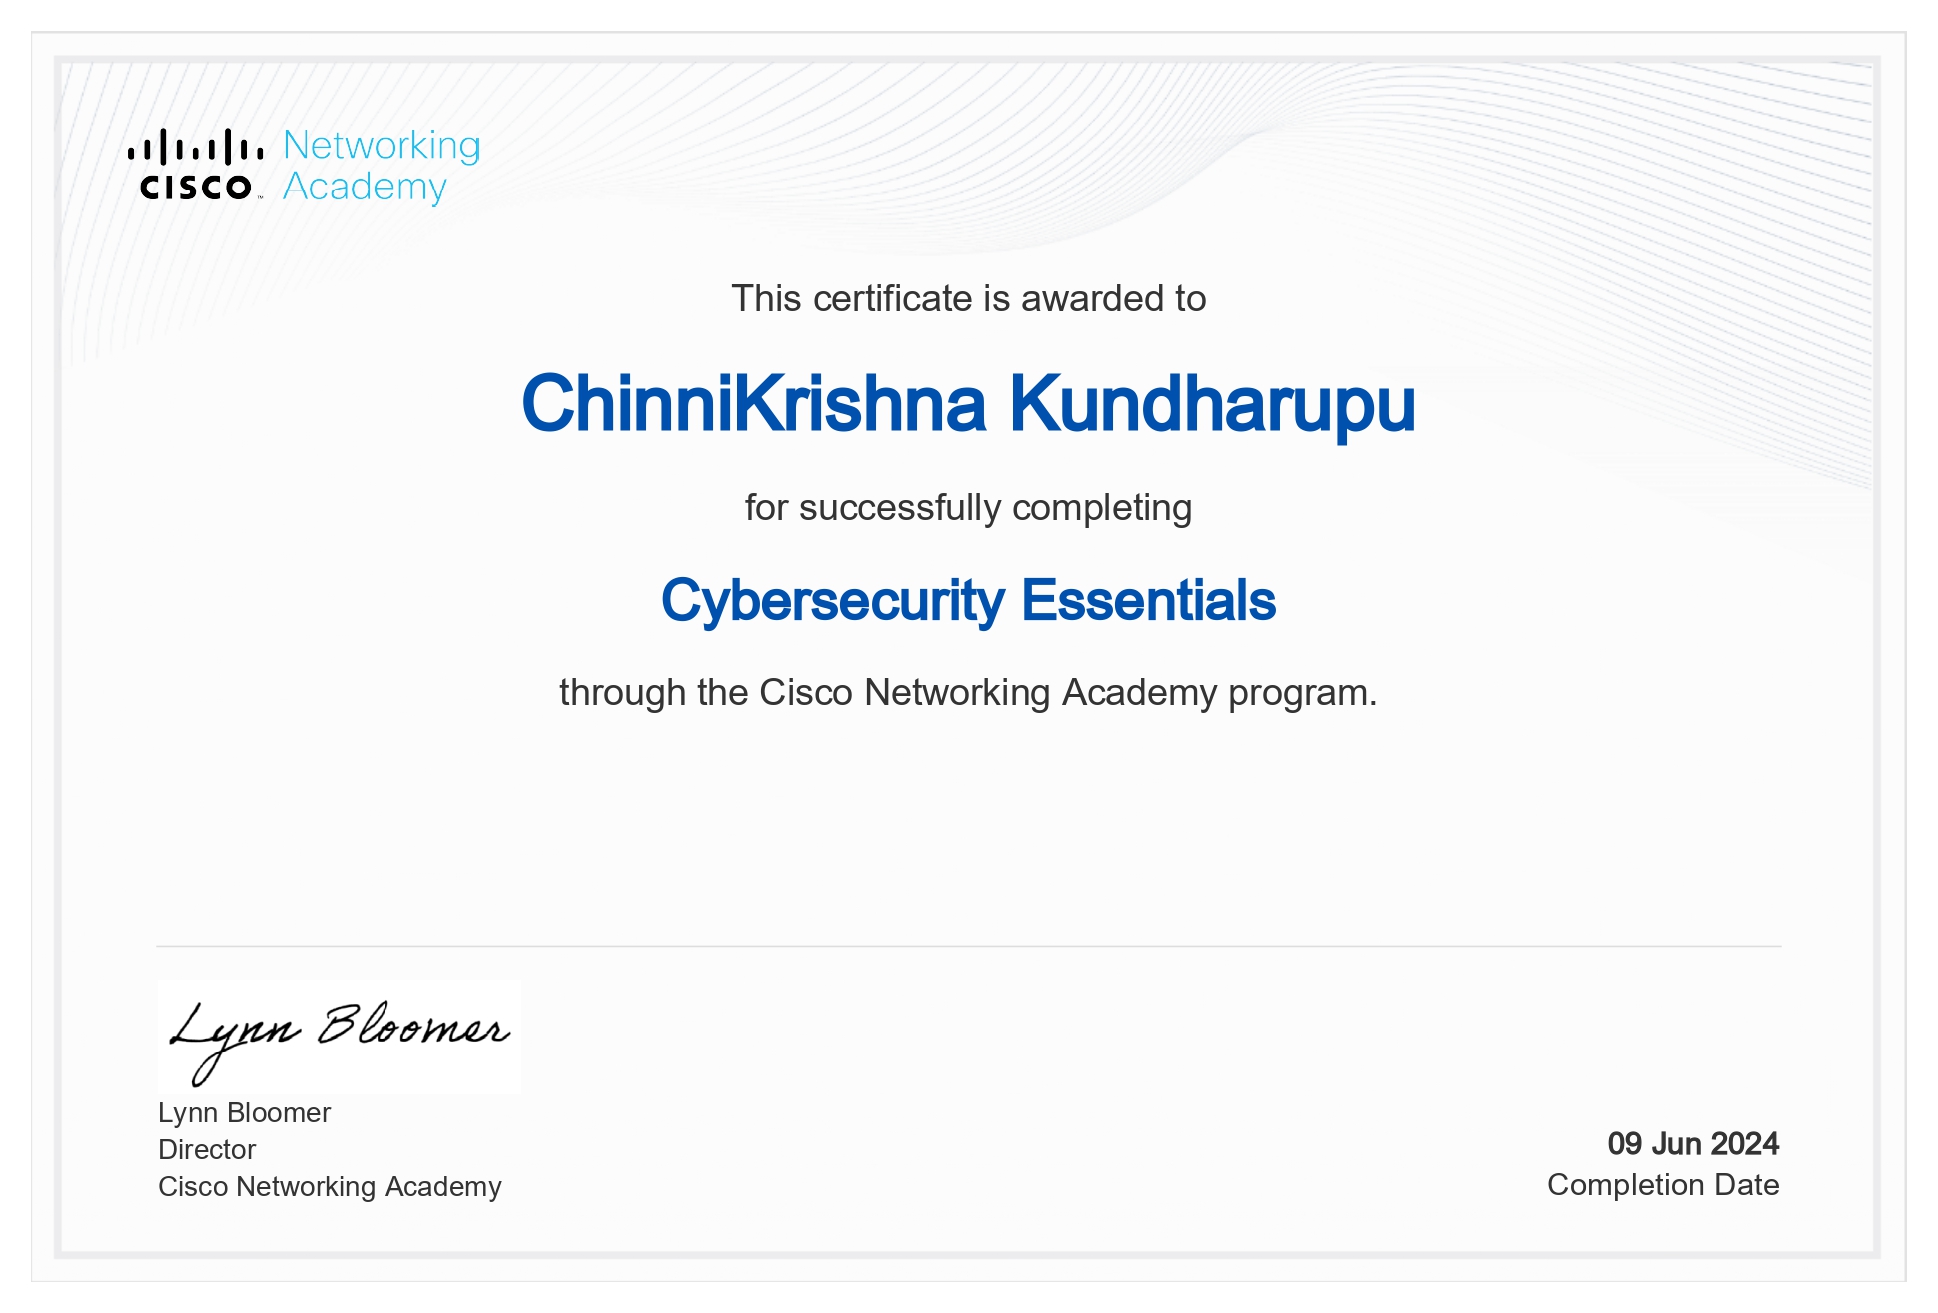 Networking
CISCO™ Academy
This certificate is awarded to
ChinniKrishna Kundharupu
for successfully completing
Cybersecurity Essentials
through the Cisco Networking Academy program.
Lynn Bloomer
Lynn Bloomer
Director
Cisco Networking Academy
09 Jun 2024
Completion Date